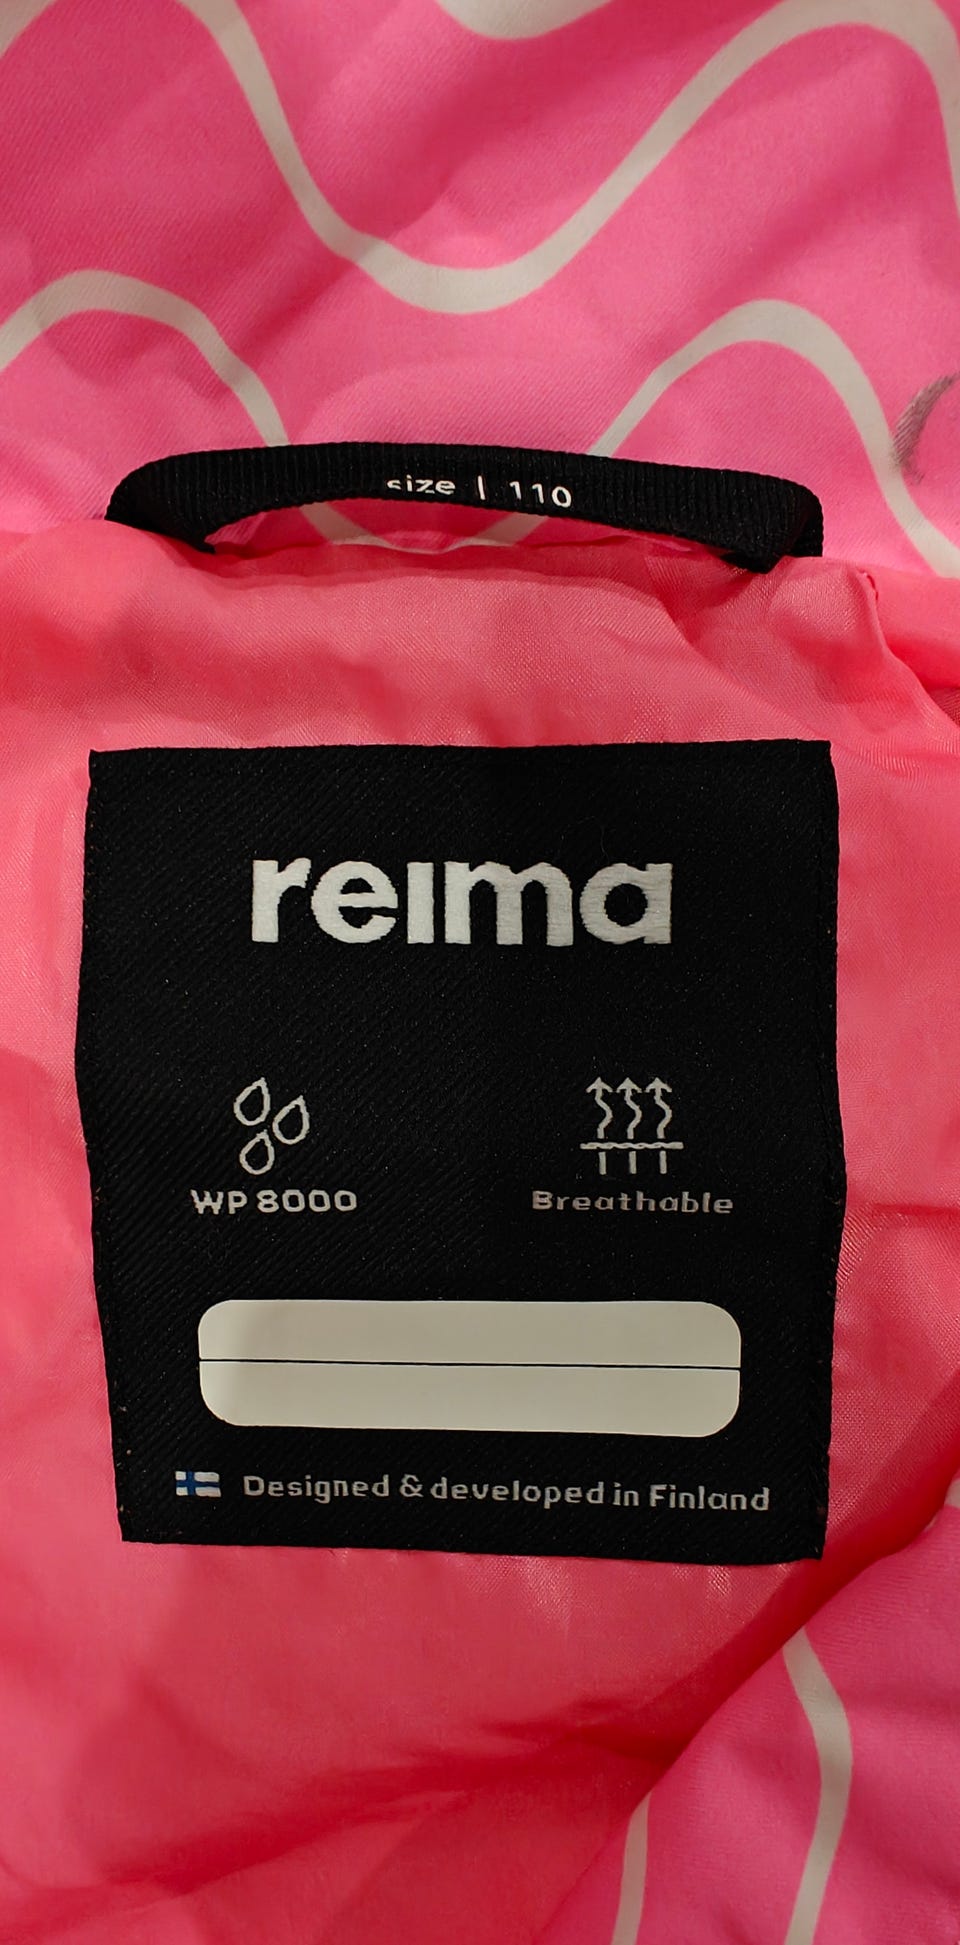 size | 110
reima
WP 8000
Breathable
Designed & developed in Finland